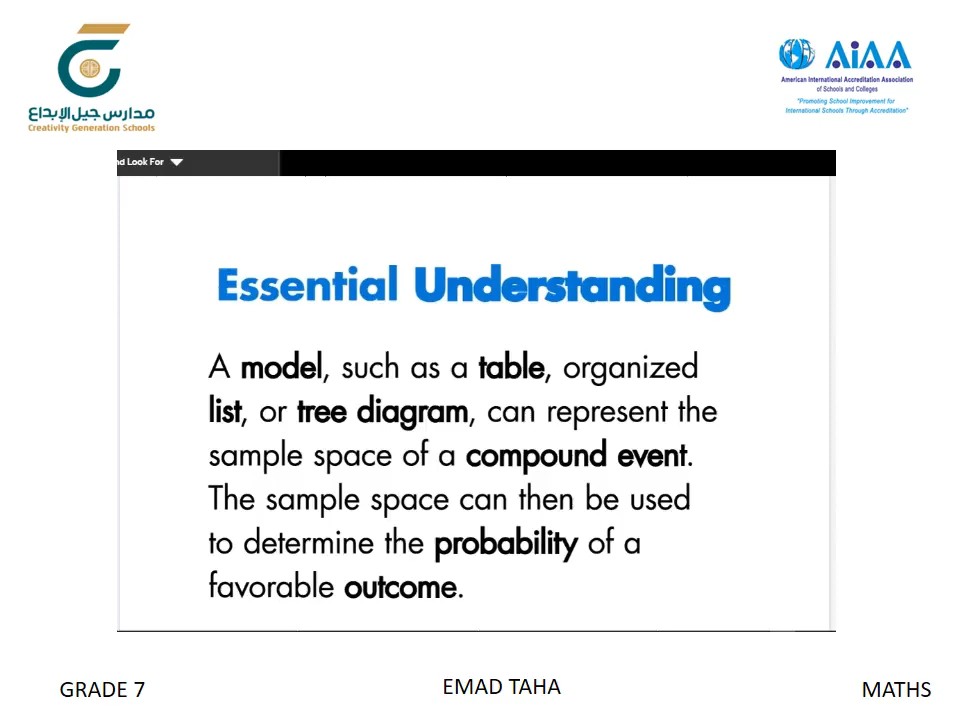 مدارس جيل الإبداع
Creativity Generation Schools
AiAA
American International Accreditation Association
of Schools and Colleges
"Promoting School Improvement for
International Schools Through Accreditation"
nd Look For
Essential Understanding
A model, such as a table, organized
list, or tree diagram, can represent the
sample space of a compound event.
The sample space can then be used
to determine the probability of a
favorable outcome.
GRADE 7
EMAD TAHA
MATHS